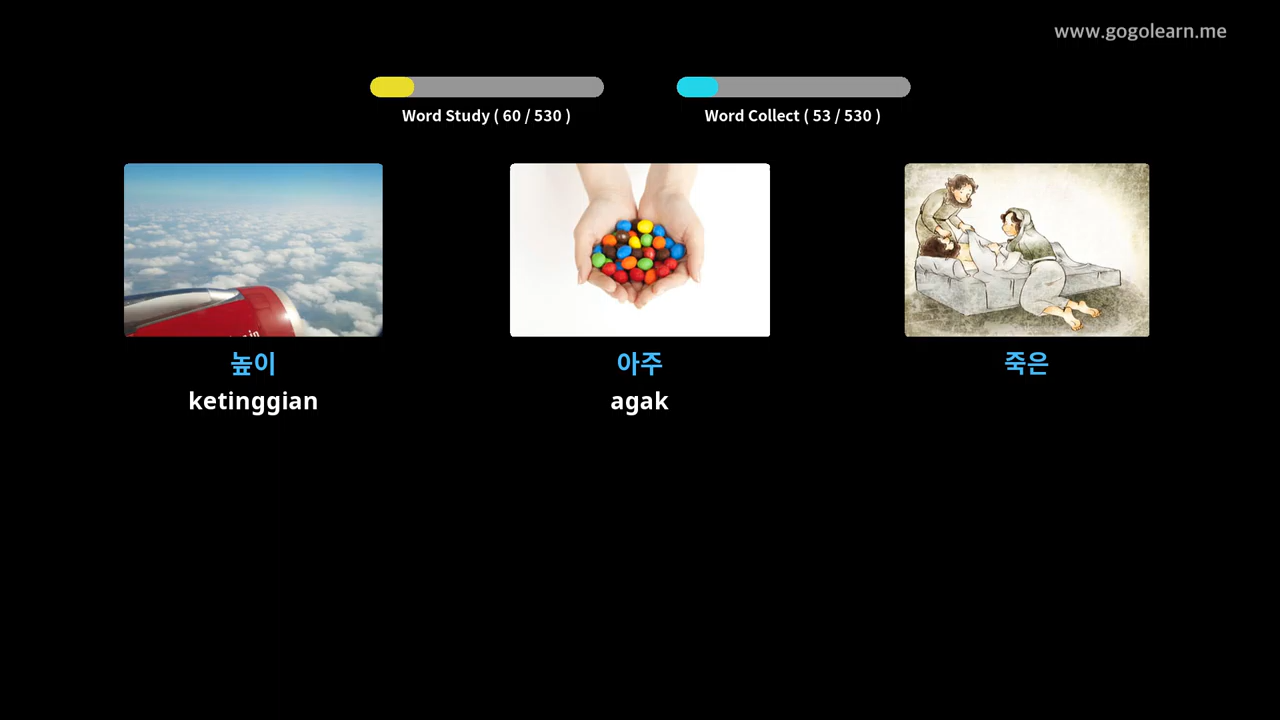 www.gogolearn.me
Word Study ( 60 / 530 )
Word Collect ( 53 / 530 )
높이
아주
죽은
ketinggian
agak